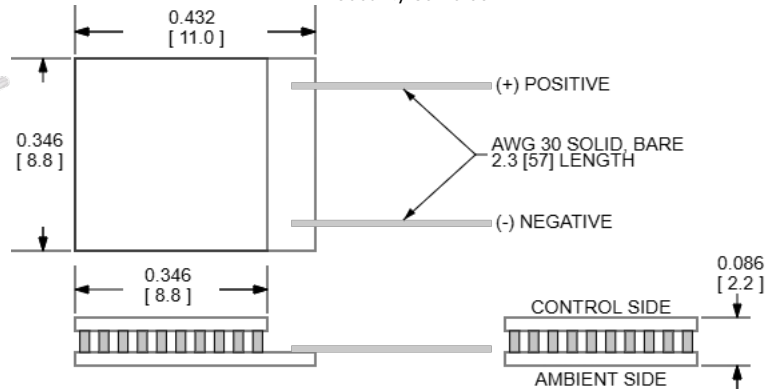 0.432
[ 11.0 ]
(+) POSITIVE
0.346
[ 8.8 ]
AWG 30 SOLID, BARE
2.3 [57] LENGTH
(-) NEGATIVE
0.346
[ 8.8 ]
0.086
[ 2.2 ]
CONTROL SIDE
AMBIENT SIDE